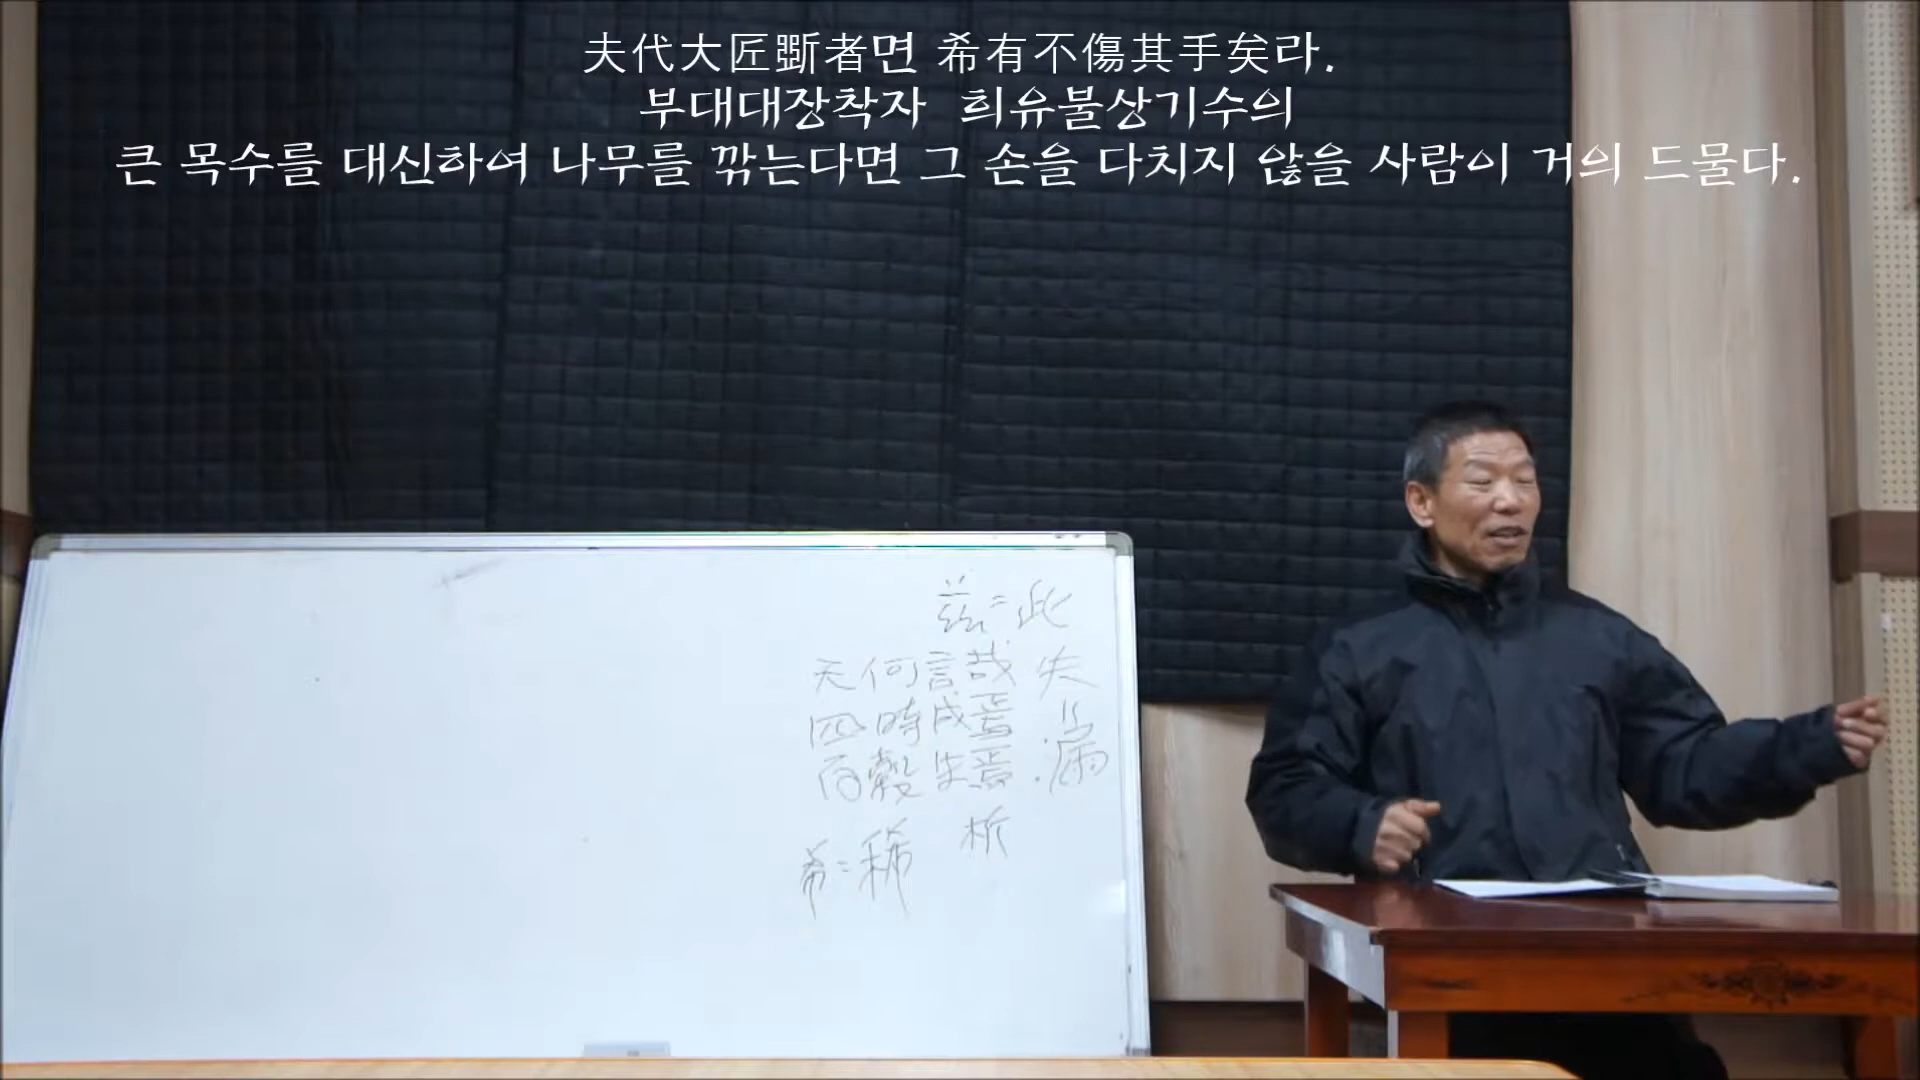 夫代大匠斲者면 希有不傷其手矣라.
부대대장착자 희유불상기수의
큰 목수를 대신하여 나무를 깎는다면 그 손을 다치지 않을 사람이 거의 드물다.
玆=此
天何言哉 失
四時成焉
百穀生焉 漏
析
希=稀